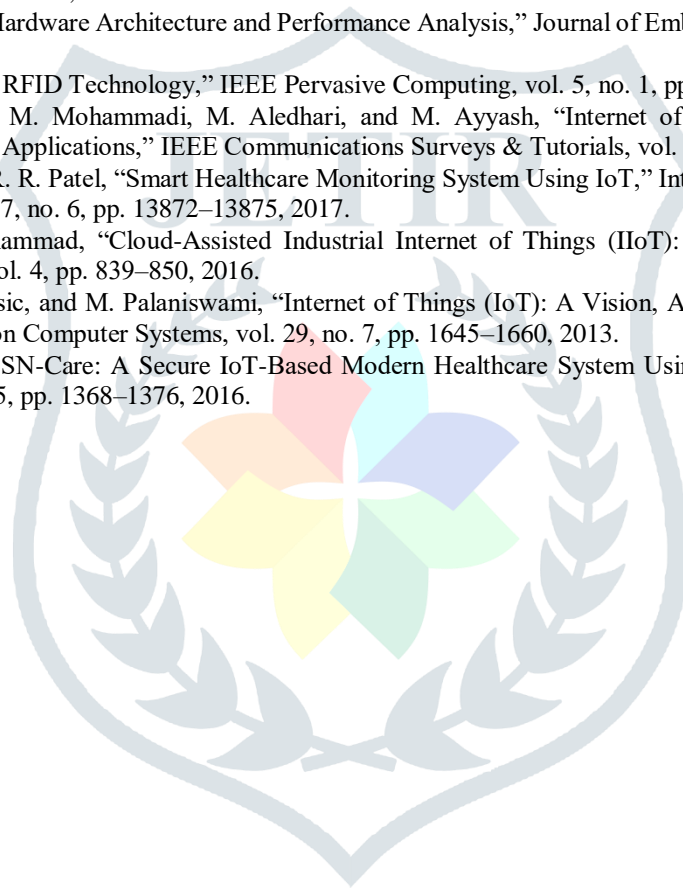 Hardware Architecture and Performance Analysis,” Journal of Emb
RFID Technology,” IEEE Pervasive Computing, vol. 5, no. 1, pp
M. Mohammadi, M. Aledhari, and M. Ayyash, “Internet of
Applications,” IEEE Communications Surveys & Tutorials, vol.
R. R. Patel, “Smart Healthcare Monitoring System Using IoT,” Int
7, no. 6, pp. 13872–13875, 2017.
ammad, “Cloud-Assisted Industrial Internet of Things (IIoT):
ol. 4, pp. 839–850, 2016.
sic, and M. Palaniswami, “Internet of Things (IoT): A Vision, A
on Computer Systems, vol. 29, no. 7, pp. 1645–1660, 2013.
SN-Care: A Secure IoT-Based Modern Healthcare System Usin
5, pp. 1368–1376, 2016.
JETIR